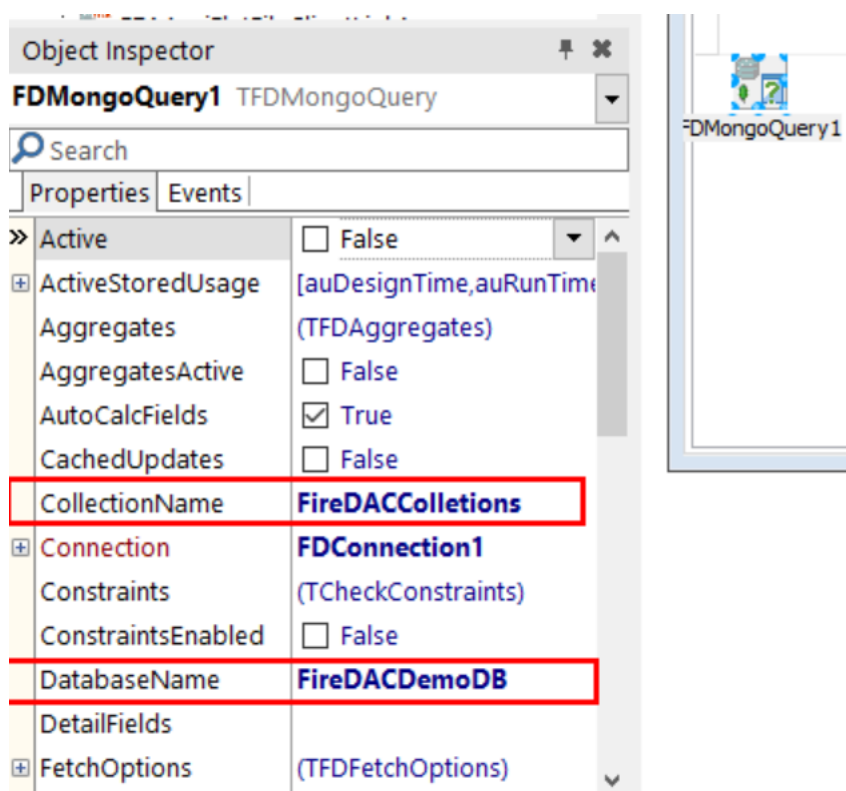 Object Inspector
FDMongoQuery1 TFDMongoQuery
Search
Properties Events
Active False
ActiveStoredUsage [auDesignTime,auRunTime
Aggregates (TFDAggregates)
AggregatesActive False
AutoCalcFields True
CachedUpdates False
CollectionName FireDACColletions
Connection FDConnection1
Constraints (TCheckConstraints)
ConstraintsEnabled False
DatabaseName FireDACDemoDB
DetailFields
FetchOptions (TFDFetchOptions)
FDMongoQuery1